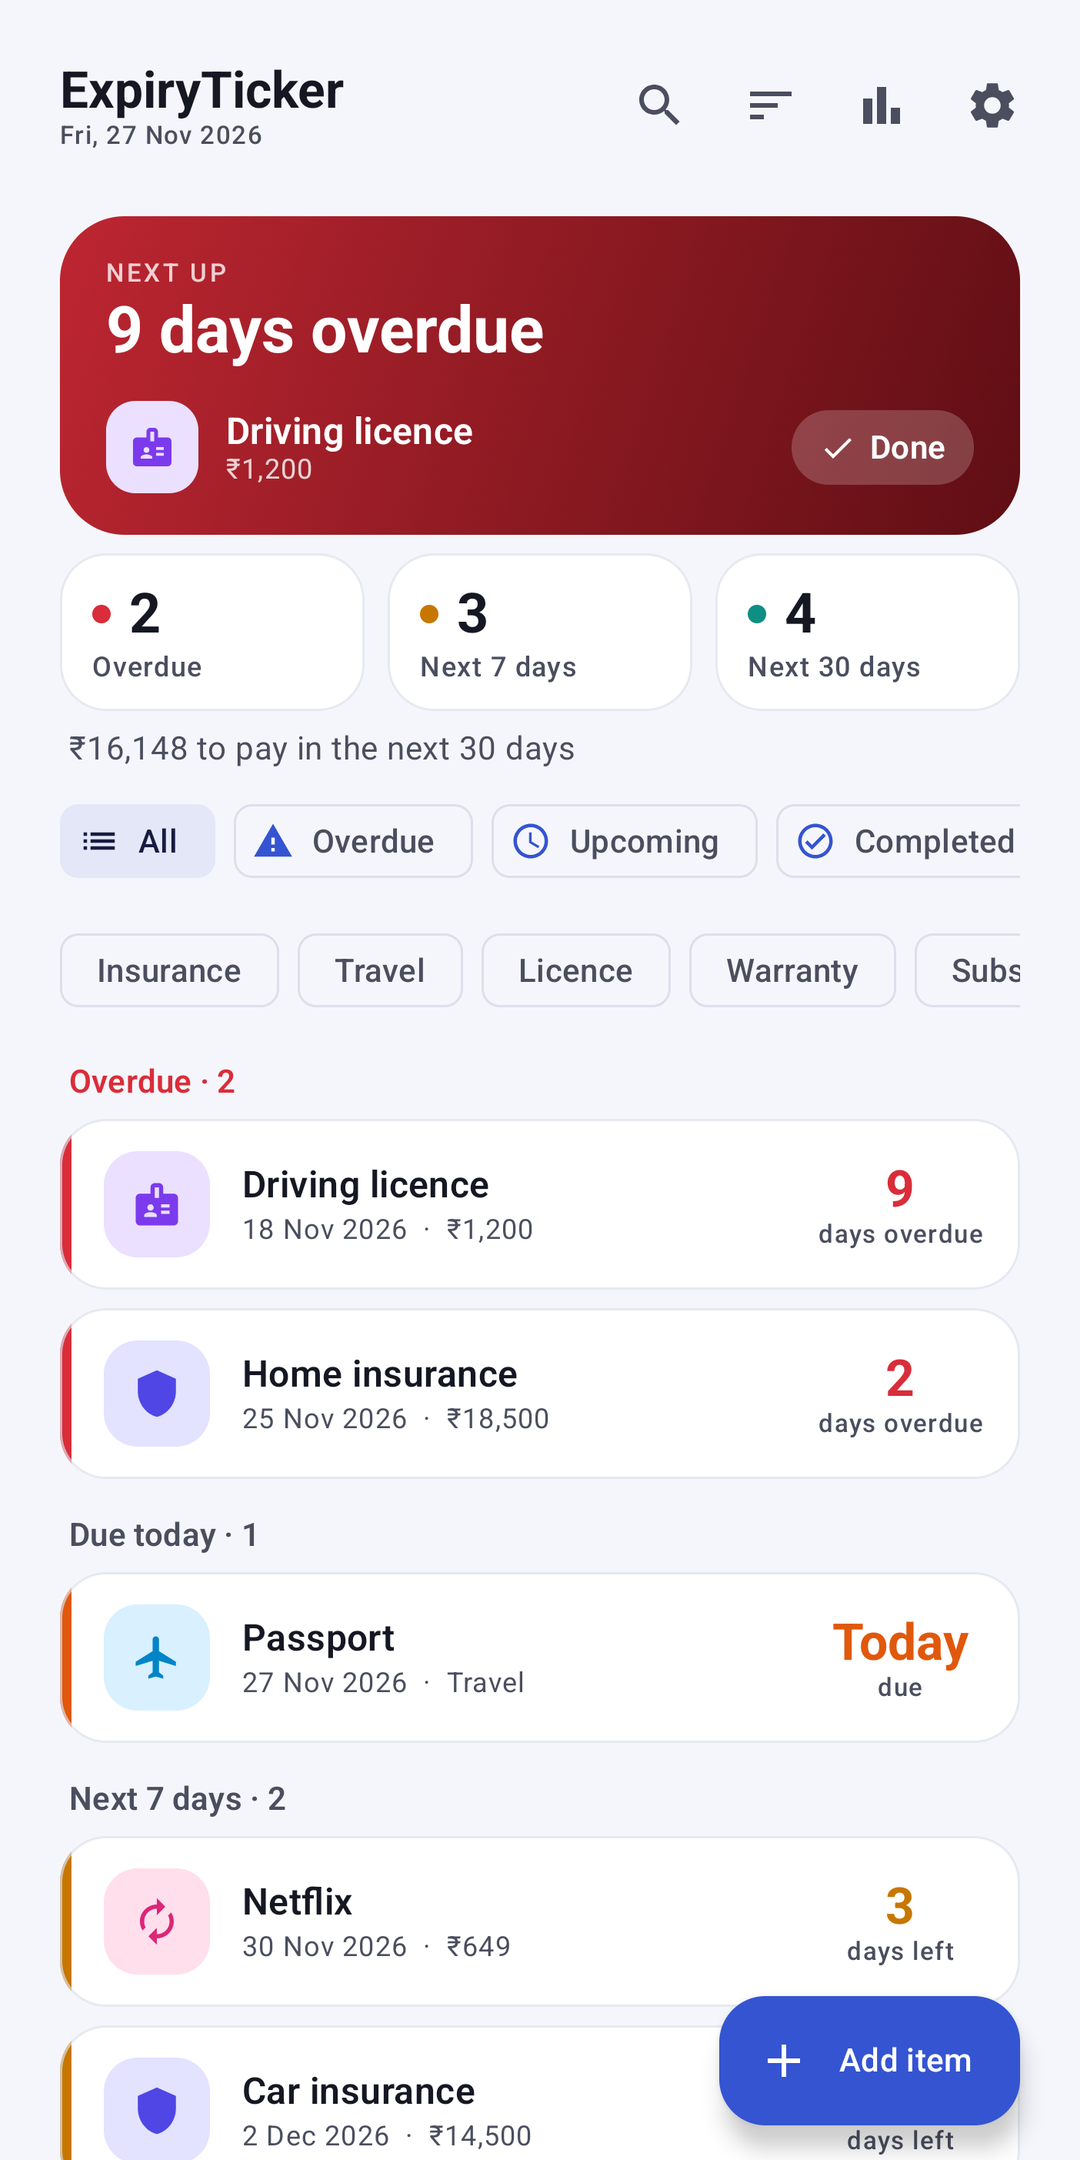 ExpiryTicker
Fri, 27 Nov 2026
NEXT UP
9 days overdue
Driving licence
₹1,200
Done
2
Overdue
3
Next 7 days
4
Next 30 days
₹16,148 to pay in the next 30 days
All
Overdue
Upcoming
Completed
Insurance
Travel
Licence
Warranty
Subs
Overdue · 2
Driving licence
18 Nov 2026 · ₹1,200
9
days overdue
Home insurance
25 Nov 2026 · ₹18,500
2
days overdue
Due today · 1
Passport
27 Nov 2026 · Travel
Today
due
Next 7 days · 2
Netflix
30 Nov 2026 · ₹649
3
days left
Car insurance
2 Dec 2026 · ₹14,500
Add item
days left